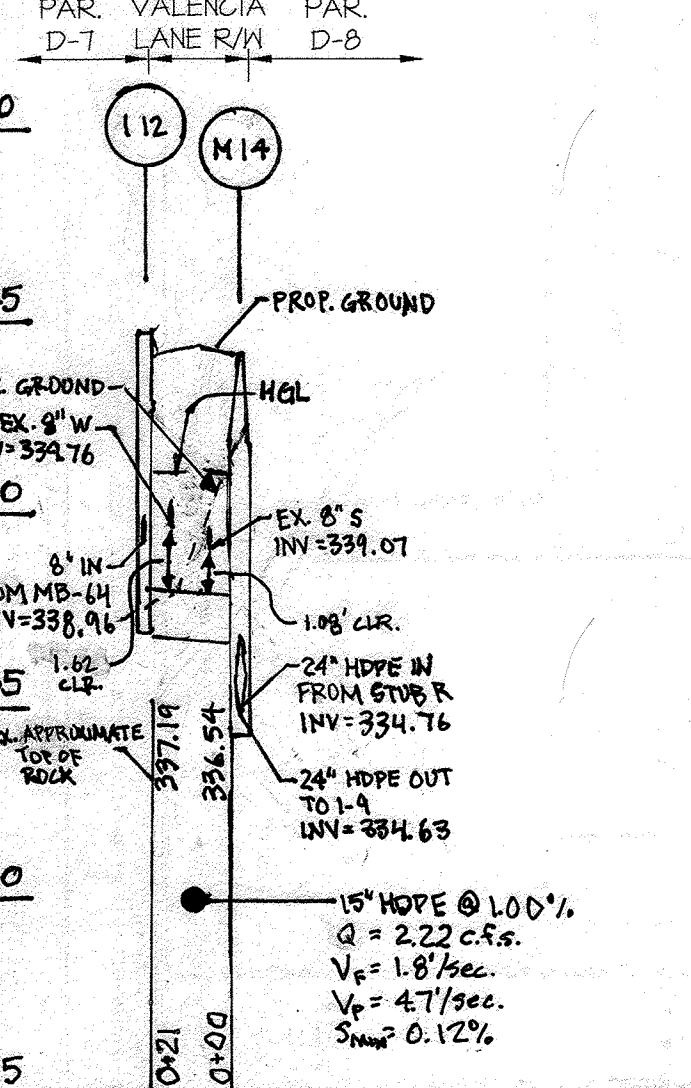 PAR. VALENCIA PAR.
D-7 LANE R/W D-8
I 12
M 14
0
5
PROP. GROUND
GROUND
HGL
EX. 8" W
=334.76
0
EX. 8" S
INV=339.07
8" IN
OM MB-64
V=338.96
1.08' CLR.
1.62
CLR.
5
24" HDPE IN
FROM STUB R
INV=334.76
X. APPROXIMATE
TOP OF
ROCK
337.19
336.54
24" HDPE OUT
TO I-9
INV=334.63
0
15" HDPE @ 1.00%
Q = 2.22 c.f.s.
VF = 1.8'/sec.
VP = 4.7'/sec.
SMIN= 0.12%
0+21
0+00
5